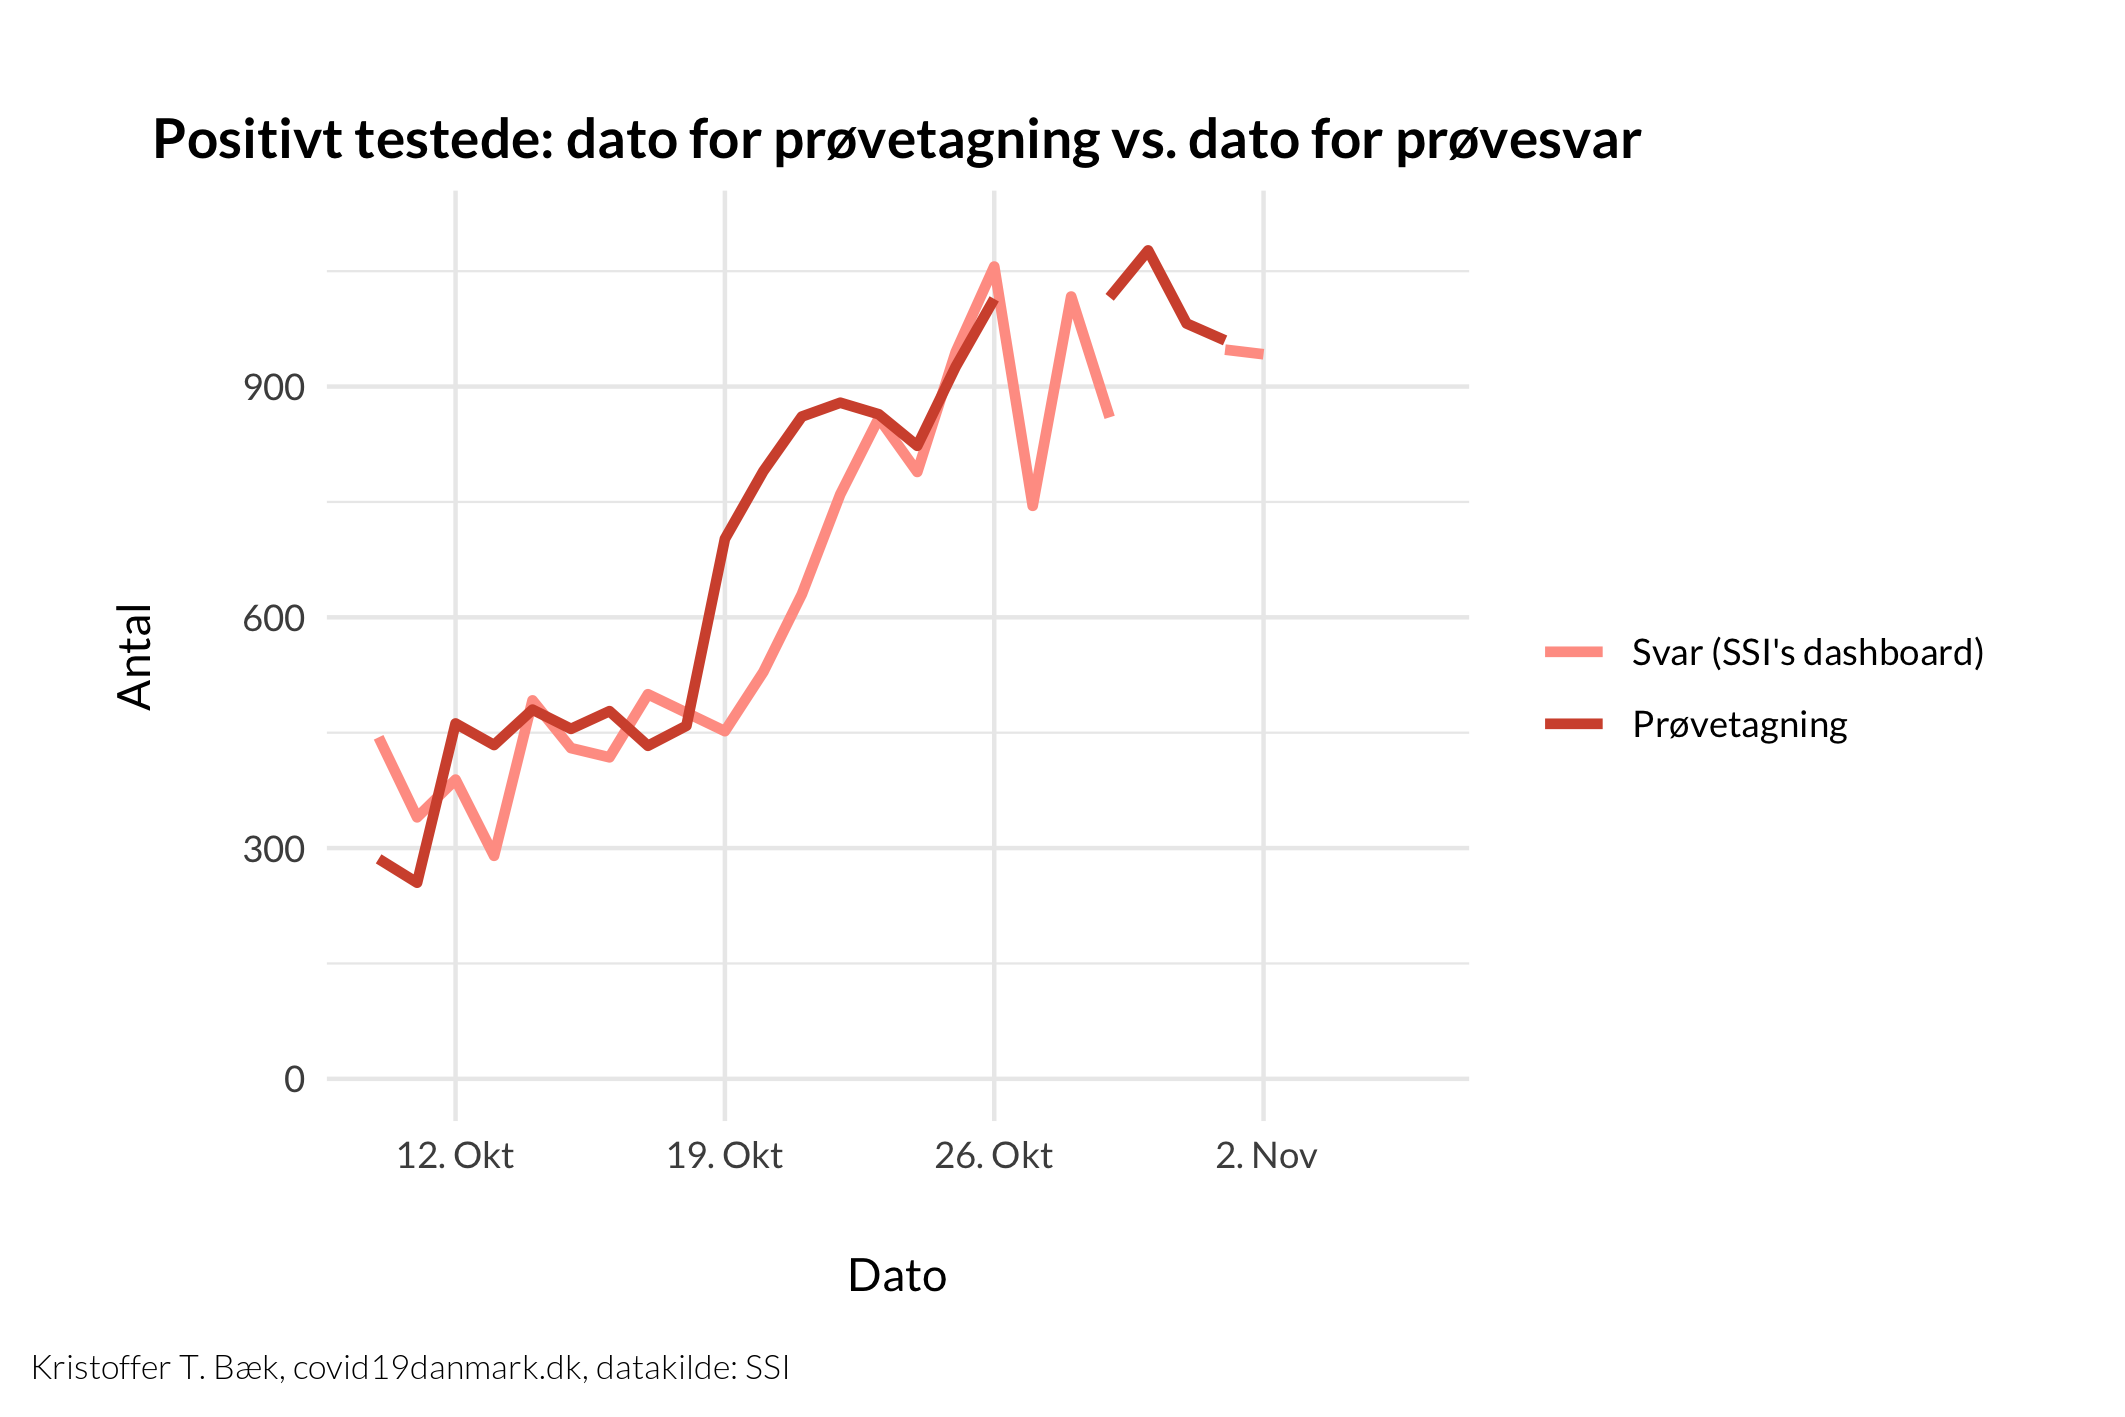 Positivt testede: dato for prøvetagning vs. dato for prøvesvar
Antal
900
600
300
0
12. Okt
19. Okt
26. Okt
2. Nov
Dato
Svar (SSI's dashboard)
Prøvetagning
Kristoffer T. Bæk, covid19danmark.dk, datakilde: SSI